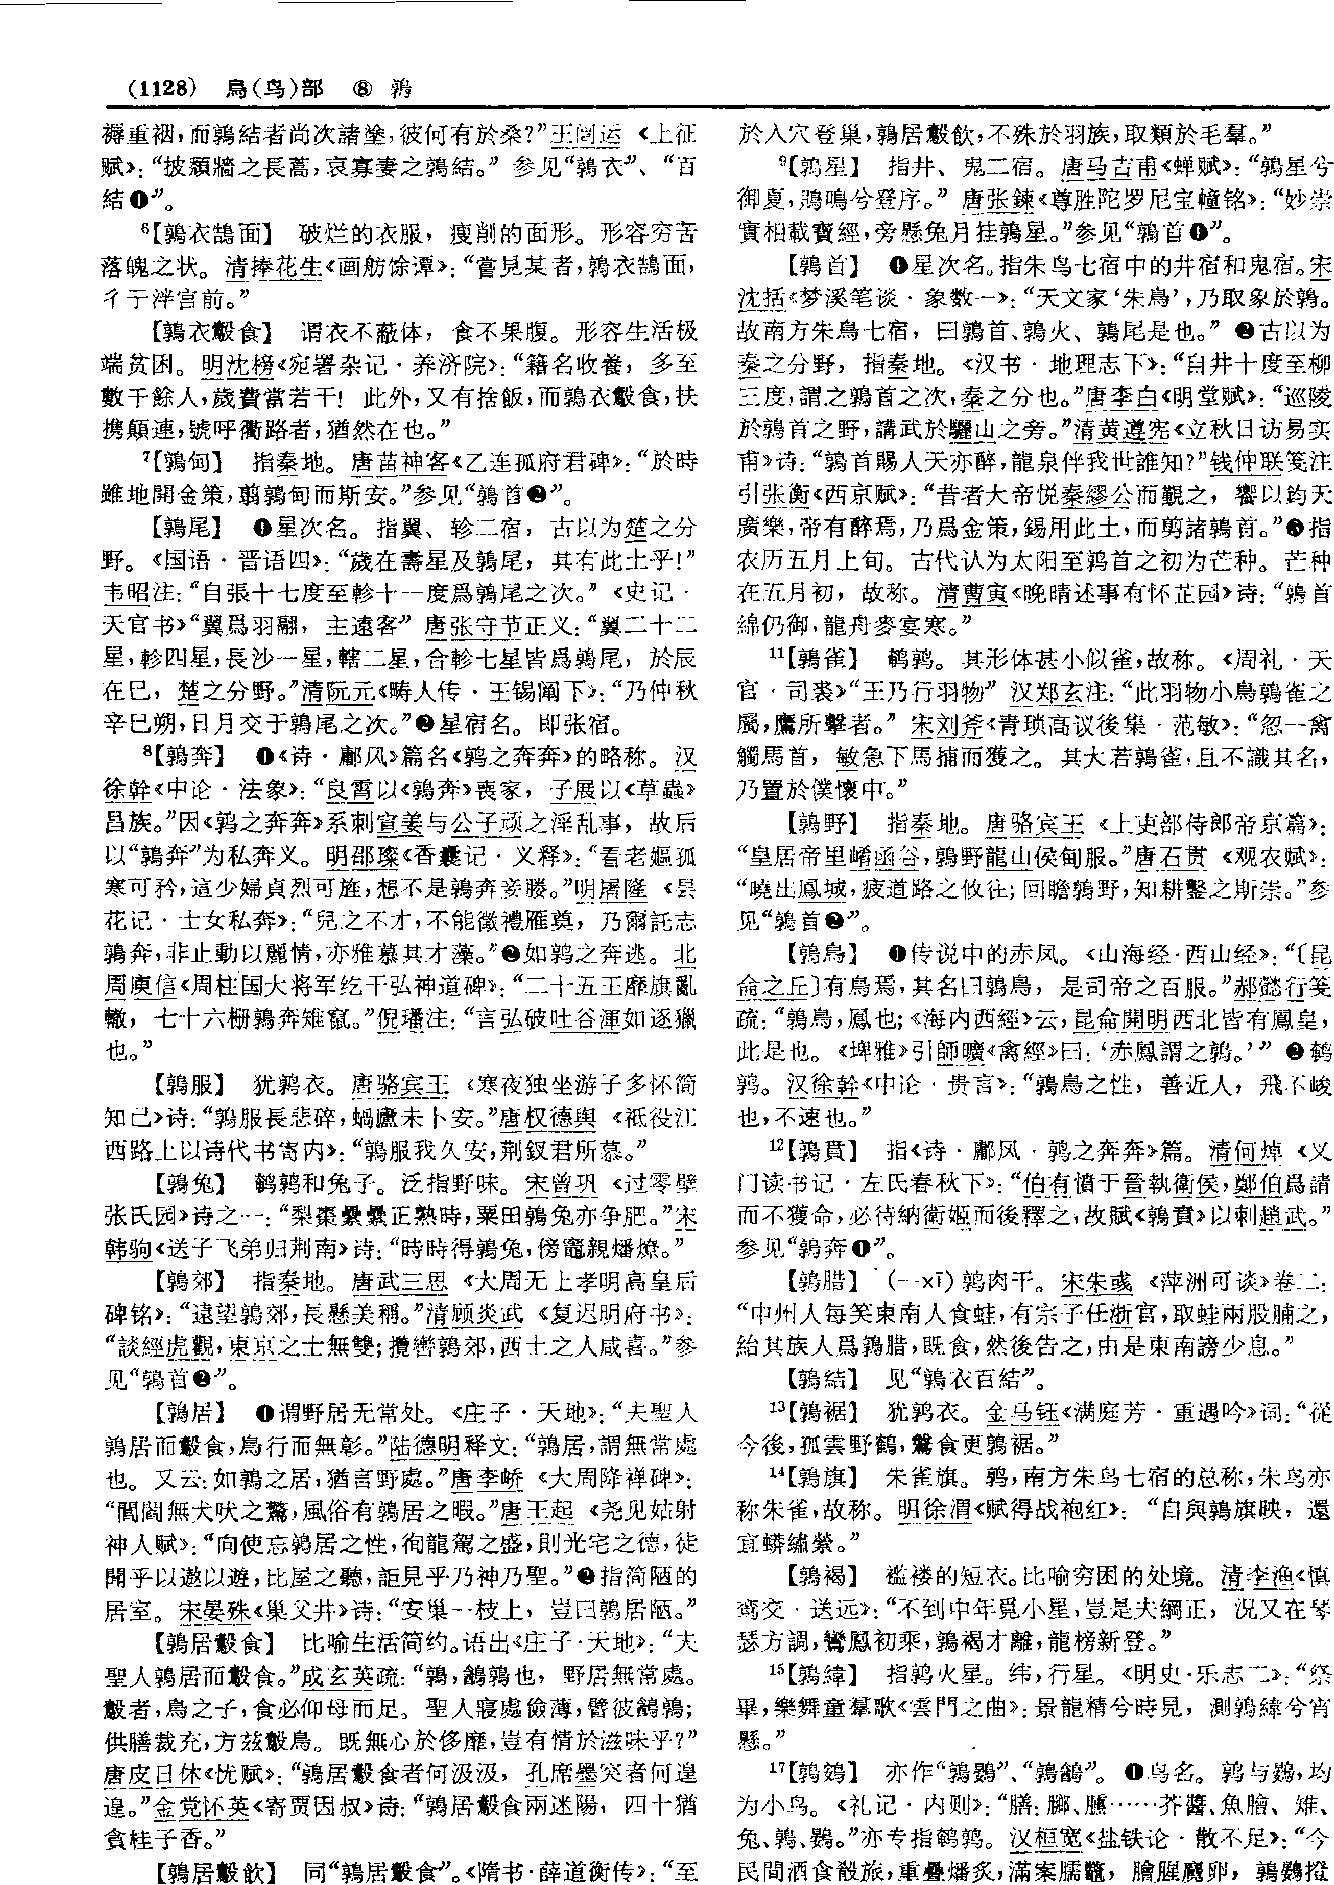 (1128) 鳥(鸟)部 ⑧ 鹑
褥重裀，而鶉結者尚次諸塗，彼何有於桑？”王闿运《上征
赋》：“披頽牆之長蒿，哀寡妻之鶉結。”参见“鶉衣”、“百
結❶”。
⁶【鶉衣鵠面】 破烂的衣服，瘦削的面形。形容穷苦
落魄之状。清捧花生《画舫馀谭》：“嘗見某者，鶉衣鵠面，
彳亍泮宫前。”
【鶉衣鷇食】 谓衣不蔽体，食不果腹。形容生活极
端贫困。明沈榜《宛署杂记·养济院》：“籍名收養，多至
數千餘人，歲費當若干！此外，又有捨飯，而鶉衣鷇食，扶
携顛連，號呼衢路者，猶然在也。”
⁷【鶉甸】 指秦地。唐苗神客《乙连孤府君碑》：“於時
雖地開金策，翦鶉甸而斯安。”参见“鶉首❷”。
【鶉尾】 ❶星次名。指翼、轸二宿，古以为楚之分
野。《国语·晋语四》：“歲在壽星及鶉尾，其有此土乎！”
韦昭注：“自張十七度至軫十一度爲鶉尾之次。”《史记·
天官书》“翼爲羽翮，主遠客”唐张守节正义：“翼二十二
星，軫四星，長沙一星，轄二星，合軫七星皆爲鶉尾，於辰
在巳，楚之分野。”清阮元《畴人传·王锡阐下》：“乃仲秋
辛巳朔，日月交于鶉尾之次。”❷星宿名。即张宿。
⁸【鶉奔】 ❶《诗·鄘风》篇名《鹑之奔奔》的略称。汉
徐幹《中论·法象》：“良霄以《鶉奔》喪家，子展以《草蟲》
昌族。”因《鹑之奔奔》系刺宣姜与公子顽之淫乱事，故后
以“鶉奔”为私奔义。明邵璨《香囊记·义释》：“看老嫗孤
寒可矜，這少婦貞烈可旌，想不是鶉奔妾媵。”明屠隆《昙
花记·士女私奔》：“兒之不才，不能徵禮雁奠，乃爾託志
鶉奔，非止動以麗情，亦雅慕其才藻。”❷如鹑之奔逃。北
周庾信《周柱国大将军纥干弘神道碑》：“二十五王靡旗亂
轍，七十六栅鶉奔雉竄。”倪璠注：“言弘破吐谷渾如逐獵
也。”
【鶉服】 犹鹑衣。唐骆宾王《寒夜独坐游子多怀简
知己》诗：“鶉服長悲碎，蝸廬未卜安。”唐权德舆《祗役江
西路上以诗代书寄内》：“鶉服我久安，荆釵君所慕。”
【鶉兔】 鹌鹑和兔子。泛指野味。宋曾巩《过零壁
张氏园》诗之一：“梨棗纍纍正熟時，粟田鶉兔亦争肥。”宋
韩驹《送子飞弟归荆南》诗：“時時得鶉兔，傍竈親燔燎。”
【鶉郊】 指秦地。唐武三思《大周无上孝明高皇后
碑铭》：“遠望鶉郊，長懸美稱。”清顾炎武《复迟明府书》：
“談經虎觀，東京之士無雙；攬轡鶉郊，西土之人咸喜。”参
见“鶉首❷”。
【鶉居】 ❶谓野居无常处。《庄子·天地》：“夫聖人
鶉居而鷇食，鳥行而無彰。”陆德明释文：“鶉居，謂無常處
也。又云：如鶉之居，猶言野處。”唐李峤《大周降禅碑》：
“閭閻無犬吠之驚，風俗有鶉居之暇。”唐王起《尧见姑射
神人赋》：“向使忘鶉居之性，徇龍駕之盛，則光宅之德，徒
聞乎以遨以遊，比屋之聽，詎見乎乃神乃聖。”❷指简陋的
居室。宋晏殊《巢父井》诗：“安巢一枝上，豈曰鶉居陋。”
【鶉居鷇食】 比喻生活简约。语出《庄子·天地》：“夫
聖人鶉居而鷇食。”成玄英疏：“鶉，鵪鶉也，野居無常處。
鷇者，鳥之子，食必仰母而足。聖人寢處儉薄，譬彼鵪鶉；
供膳裁充，方兹鷇鳥。既無心於侈靡，豈有情於滋味乎？”
唐皮日休《忧赋》：“鶉居鷇食者何汲汲，孔席墨突者何遑
遑。”金党怀英《寄贾因叔》诗：“鶉居鷇食兩迷陽，四十猶
貪桂子香。”
【鶉居鷇飲】 同“鶉居鷇食”。《隋书·薛道衡传》：“至
於入穴登巢，鶉居鷇飲，不殊於羽族，取類於毛羣。”
⁹【鶉星】 指井、鬼二宿。唐马吉甫《蝉赋》：“鶉星兮
御夏，鵙鳴兮登序。”唐张鍊《尊胜陀罗尼宝幢铭》：“妙崇
實相載寶經，旁懸兔月挂鶉星。”参见“鶉首❶”。
【鶉首】 ❶星次名。指朱鸟七宿中的井宿和鬼宿。宋
沈括《梦溪笔谈·象数一》：“天文家‘朱鳥’，乃取象於鶉。
故南方朱鳥七宿，曰鶉首、鶉火、鶉尾是也。”❷古以为
秦之分野，指秦地。《汉书·地理志下》：“自井十度至柳
三度，謂之鶉首之次，秦之分也。”唐李白《明堂赋》：“巡陵
於鶉首之野，講武於驪山之旁。”清黄遵宪《立秋日访易实
甫》诗：“鶉首賜人天亦醉，龍泉伴我世誰知？”钱仲联笺注
引张衡《西京赋》：“昔者大帝悦秦繆公而覲之，饗以鈞天
廣樂，帝有醉焉，乃爲金策，錫用此土，而剪諸鶉首。”❸指
农历五月上旬。古代认为太阳至鹑首之初为芒种。芒种
在五月初，故称。清曹寅《晚晴述事有怀芷园》诗：“鶉首
綿仍御，龍舟麥宴寒。”
¹¹【鶉雀】 鹌鹑。其形体甚小似雀，故称。《周礼·天
官·司裘》“王乃行羽物”汉郑玄注：“此羽物小鳥鶉雀之
屬，鷹所擊者。”宋刘斧《青琐高议後集·范敏》：“忽一禽
觸馬首，敏急下馬捕而獲之。其大若鶉雀，且不識其名，
乃置於僕懷中。”
【鶉野】 指秦地。唐骆宾王《上吏部侍郎帝京篇》：
“皇居帝里崤函谷，鶉野龍山侯甸服。”唐石贯《观农赋》：
“曉出鳳城，疲道路之攸往；回瞻鶉野，知耕鑿之斯崇。”参
见“鶉首❷”。
【鶉鳥】 ❶传说中的赤凤。《山海经·西山经》：“〔昆
侖之丘〕有鳥焉，其名曰鶉鳥，是司帝之百服。”郝懿行笺
疏：“鶉鳥，鳳也；《海内西經》云，昆侖開明西北皆有鳳皇，
此是也。《埤雅》引師曠《禽經》曰：‘赤鳳謂之鶉。’”❷鹌
鹑。汉徐幹《中论·贵言》：“鶉鳥之性，善近人，飛不峻
也，不速也。”
¹²【鶉賁】 指《诗·鄘风·鹑之奔奔》篇。清何焯《义
门读书记·左氏春秋下》：“伯有憤于晋執衛侯，鄭伯爲請
而不獲命，必待納衛姬而後釋之，故賦《鶉賁》以刺趙武。”
参见“鶉奔❶”。
【鶉腊】 (－xī)鹑肉干。宋朱彧《萍洲可谈》卷二：
“中州人每笑東南人食蛙，有宗子任浙官，取蛙兩股脯之，
紿其族人爲鶉腊，既食，然後告之，由是東南謗少息。”
【鶉結】 见“鶉衣百結”。
¹³【鶉裾】 犹鹑衣。金马钰《满庭芳·重遇吟》词：“從
今後，孤雲野鶴，鷇食更鶉裾。”
¹⁴【鶉旗】 朱雀旗。鹑，南方朱鸟七宿的总称，朱鸟亦
称朱雀，故称。明徐渭《赋得战袍红》：“自與鶉旗映，還
宜蟒綫縈。”
【鶉褐】 褴褛的短衣。比喻穷困的处境。清李渔《慎
鸾交·送远》：“不到中年覓小星，豈是大綱正，况又在琴
瑟方調，鸞鳳初乘，鶉褐才離，龍榜新登。”
¹⁵【鶉緯】 指鹑火星。纬，行星。《明史·乐志二》：“祭
畢，樂舞童羣歌《雲門之曲》：景龍精兮時見，測鶉緯兮宵
懸。”
¹⁷【鶉鴳】 亦作“鶉鷃”、“鶉鵪”。❶鸟名。鹑与鴳，均
为小鸟。《礼记·内则》：“膳：膷、臐……芥醬、魚膾、雉、
兔、鶉、鷃。”亦专指鹌鹑。汉桓宽《盐铁论·散不足》：“今
民間酒食殽旅，重疊燔炙，滿案臑鼈，膾腥麑卵，鶉鷃橙